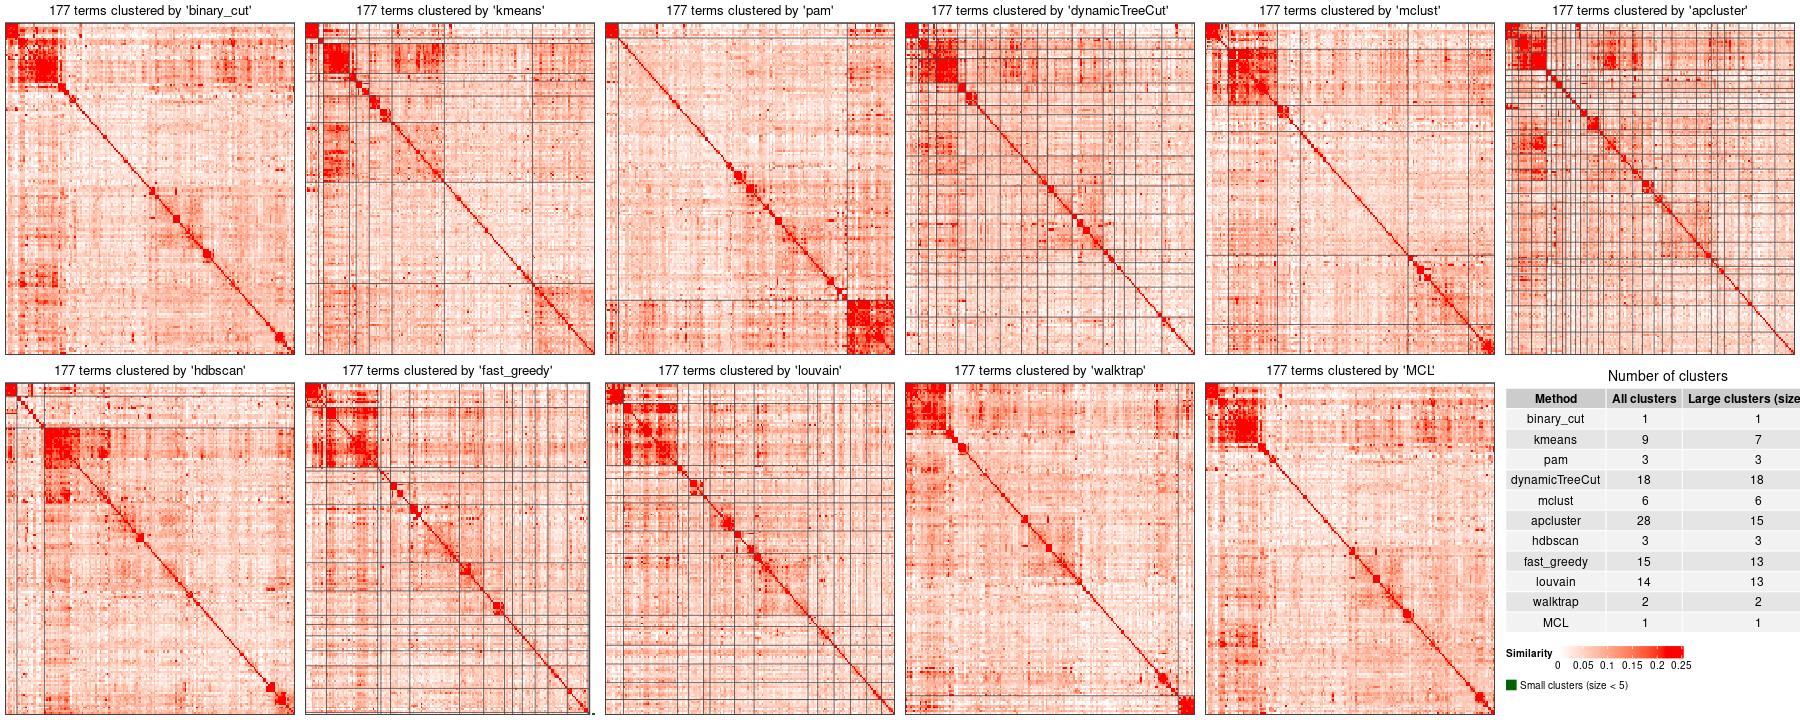 177 terms clustered by 'binary_cut'
177 terms clustered by 'kmeans'
177 terms clustered by 'pam'
177 terms clustered by 'dynamicTreeCut'
177 terms clustered by 'mclust'
177 terms clustered by 'apcluster'
177 terms clustered by 'hdbscan'
177 terms clustered by 'fast_greedy'
177 terms clustered by 'louvain'
177 terms clustered by 'walktrap'
177 terms clustered by 'MCL'
Number of clusters
Method All clusters Large clusters (size
binary_cut 1 1
kmeans 9 7
pam 3 3
dynamicTreeCut 18 18
mclust 6 6
apcluster 28 15
hdbscan 3 3
fast_greedy 15 13
louvain 14 13
walktrap 2 2
MCL 1 1
Similarity
0 0.05 0.1 0.15 0.2 0.25
Small clusters (size < 5)